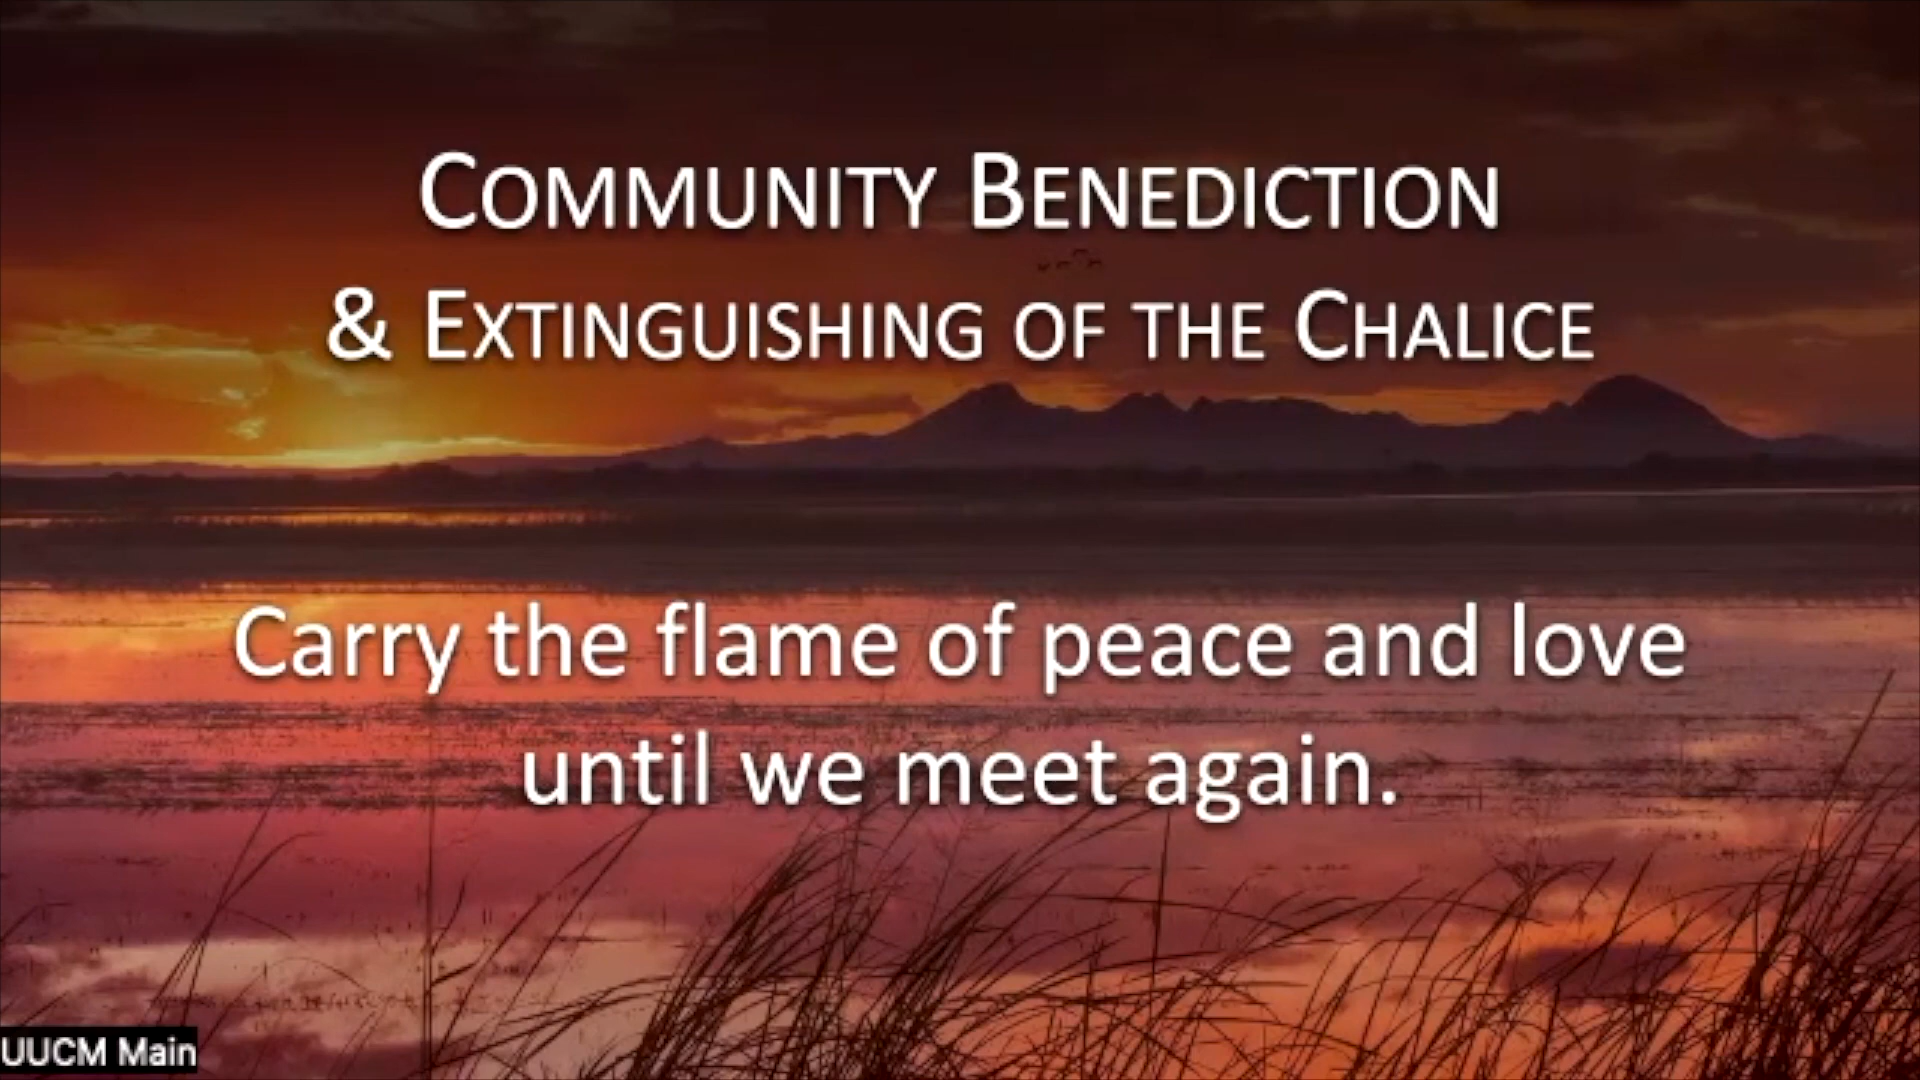 COMMUNITY BENEDICTION
& EXTINGUISHING OF THE CHALICE
Carry the flame of peace and love
until we meet again.
UUCM Main